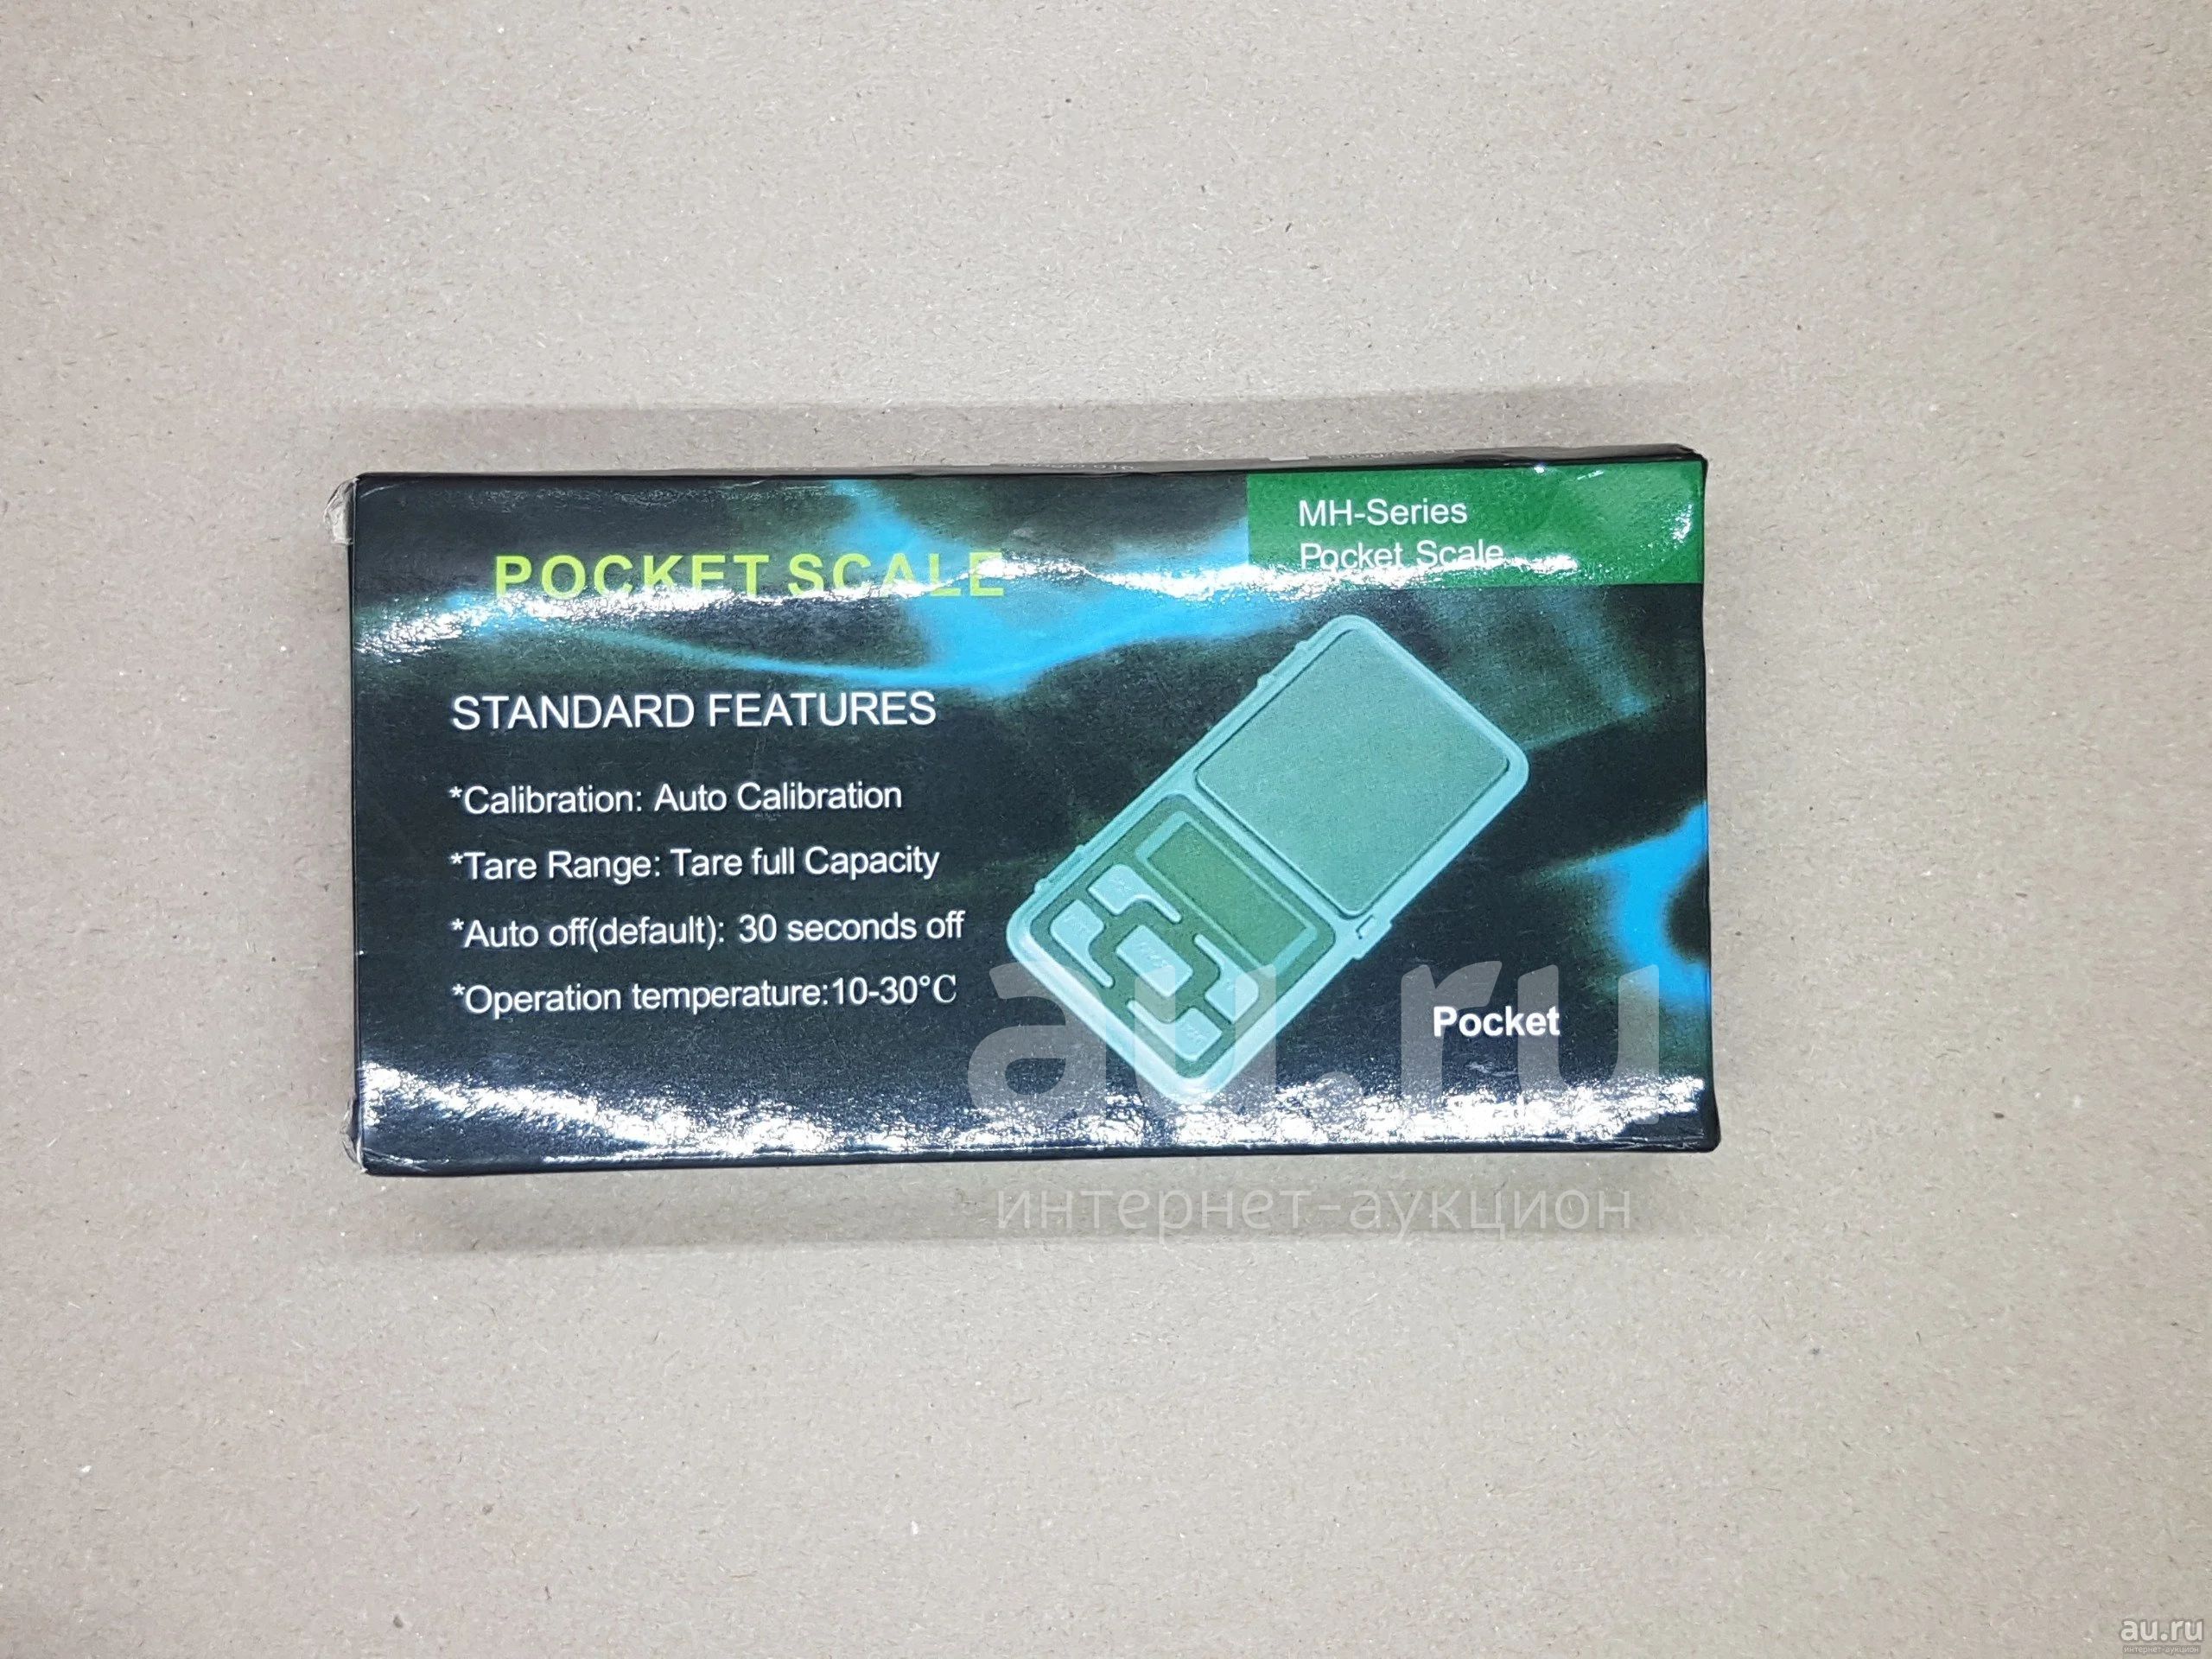 MH-Series
Pocket Scale
POCKET SCALE
STANDARD FEATURES
*Calibration: Auto Calibration
*Tare Range: Tare full Capacity
*Auto off(default): 30 seconds off
*Operation temperature:10-30°C
Pocket
au.ru
интернет-аукцион
au.ru
интернет-аукцион